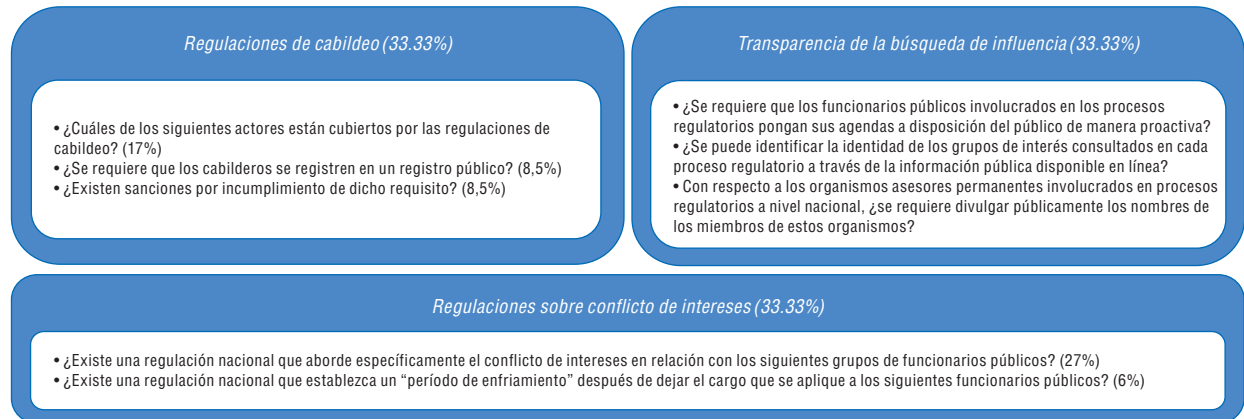 Regulaciones de cabildeo (33.33%)
• ¿Cuáles de los siguientes actores están cubiertos por las regulaciones de
cabildeo? (17%)
• ¿Se requiere que los cabilderos se registren en un registro público? (8,5%)
• ¿Existen sanciones por incumplimiento de dicho requisito? (8,5%)
Transparencia de la búsqueda de influencia (33.33%)
• ¿Se requiere que los funcionarios públicos involucrados en los procesos
regulatorios pongan sus agendas a disposición del público de manera proactiva?
• ¿Se puede identificar la identidad de los grupos de interés consultados en cada
proceso regulatorio a través de la información pública disponible en línea?
• Con respecto a los organismos asesores permanentes involucrados en procesos
regulatorios a nivel nacional, ¿se requiere divulgar públicamente los nombres de
los miembros de estos organismos?
Regulaciones sobre conflicto de intereses (33.33%)
• ¿Existe una regulación nacional que aborde específicamente el conflicto de intereses en relación con los siguientes grupos de funcionarios públicos? (27%)
• ¿Existe una regulación nacional que establezca un “período de enfriamiento” después de dejar el cargo que se aplique a los siguientes funcionarios públicos? (6%)